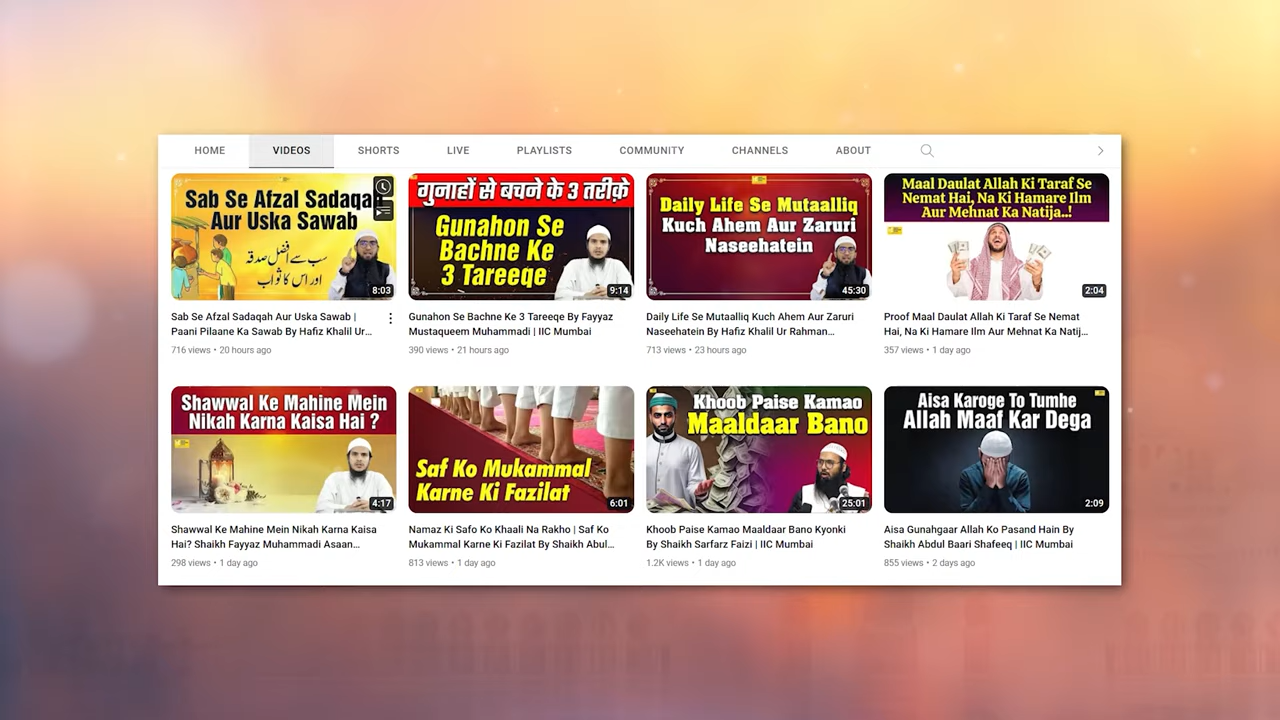 HOME VIDEOS SHORTS LIVE PLAYLISTS COMMUNITY CHANNELS ABOUT
Sab Se Afzal Sadaqah
Aur Uska Sawab
سب سے افضل صدقہ
اور اس کا ثواب
8:03
Sab Se Afzal Sadaqah Aur Uska Sawab |
Paani Pilaane Ka Sawab By Hafiz Khalil Ur...
716 views • 20 hours ago
गुनाहों से बचने के 3 तरीक़े
Gunahon Se
Bachne Ke
3 Tareeqe
9:14
Gunahon Se Bachne Ke 3 Tareeqe By Fayyaz
Mustaqueem Muhammadi | IIC Mumbai
390 views • 21 hours ago
Daily Life Se Mutaalliq
Kuch Ahem Aur Zaruri
Naseehatein
45:30
Daily Life Se Mutaalliq Kuch Ahem Aur Zaruri
Naseehatein By Hafiz Khalil Ur Rahman...
713 views • 23 hours ago
Maal Daulat Allah Ki Taraf Se
Nemat Hai, Na Ki Hamare Ilm
Aur Mehnat Ka Natija..!
2:04
Proof Maal Daulat Allah Ki Taraf Se Nemat
Hai, Na Ki Hamare Ilm Aur Mehnat Ka Natij...
357 views • 1 day ago
Shawwal Ke Mahine Mein
Nikah Karna Kaisa Hai ?
4:17
Shawwal Ke Mahine Mein Nikah Karna Kaisa
Hai? Shaikh Fayyaz Muhammadi Asaan...
298 views • 1 day ago
Saf Ko Mukammal
Karne Ki Fazilat
6:01
Namaz Ki Safo Ko Khaali Na Rakho | Saf Ko
Mukammal Karne Ki Fazilat By Shaikh Abul...
813 views • 1 day ago
Khoob Paise Kamao
Maaldaar Bano
25:01
Khoob Paise Kamao Maaldaar Bano Kyonki
By Shaikh Sarfarz Faizi | IIC Mumbai
1.2K views • 1 day ago
Aisa Karoge To Tumhe
Allah Maaf Kar Dega
2:09
Aisa Gunahgaar Allah Ko Pasand Hain By
Shaikh Abdul Baari Shafeeq | IIC Mumbai
855 views • 2 days ago